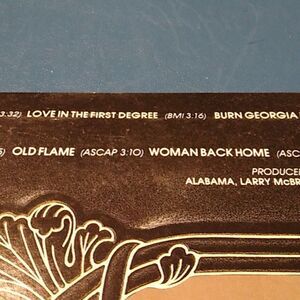 3:32) LOVE IN THE FIRST DEGREE (BMI 3:16) BURN GEORGIA
) OLD FLAME (ASCAP 3:10) WOMAN BACK HOME (ASC
PRODUCE
ALABAMA, LARRY McBR